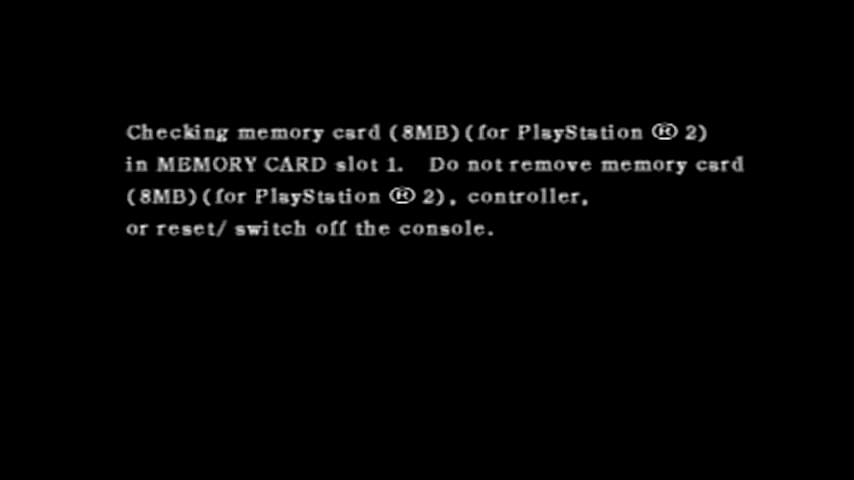 Checking memory card (8MB)(for PlayStation ® 2)
in MEMORY CARD slot 1. Do not remove memory card
(8MB)(for PlayStation ® 2), controller,
or reset/ switch off the console.